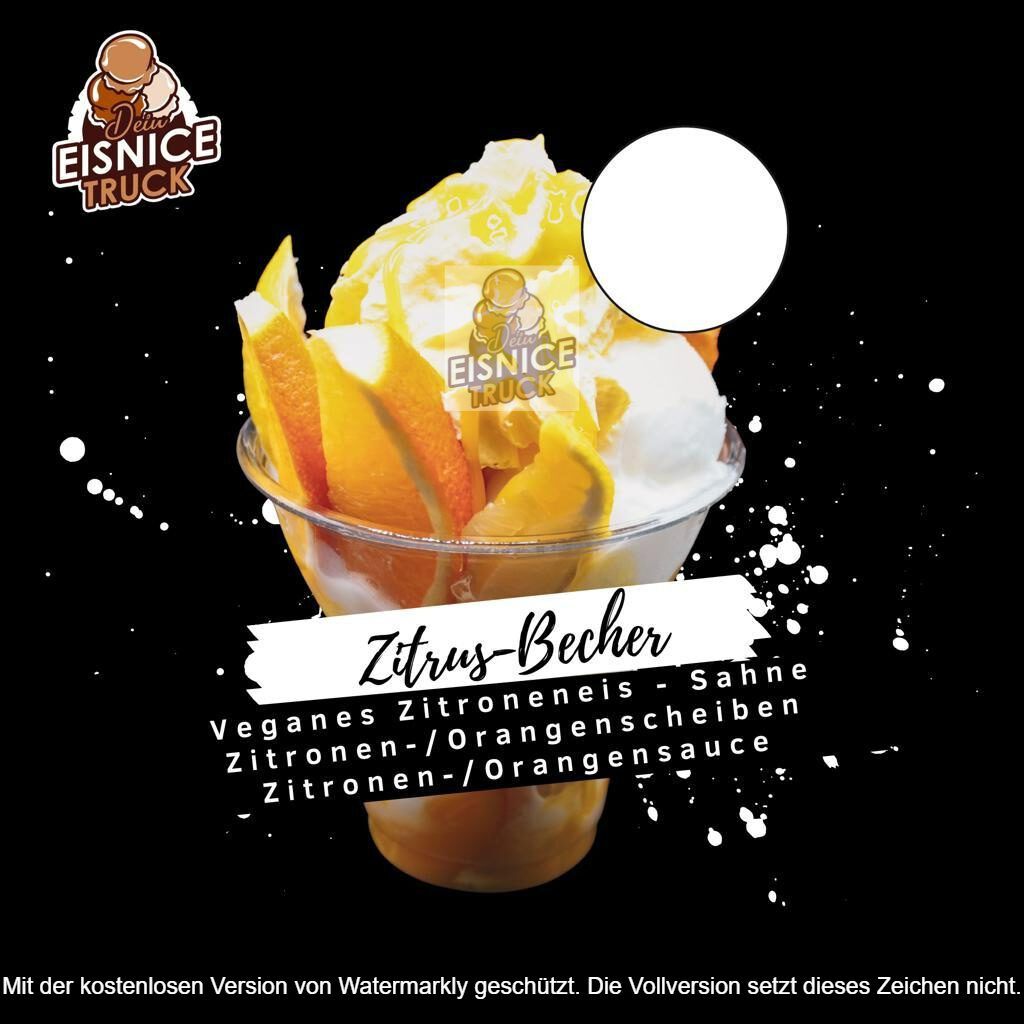 Dein
EISNICE
TRUCK
Dein
EISNICE
TRUCK
Zitrus-Becher
Veganes Zitroneneis - Sahne
Zitronen-/Orangenscheiben
Zitronen-/Orangensauce
Mit der kostenlosen Version von Watermarkly geschützt. Die Vollversion setzt dieses Zeichen nicht.